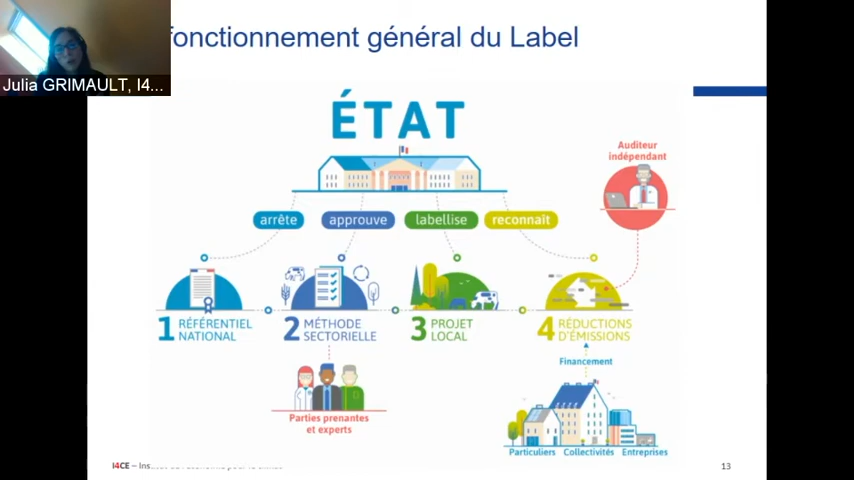 fonctionnement général du Label
Julia GRIMAULT, I4...
ÉTAT
Auditeur
indépendant
arrête
approuve
labellise
reconnaît
1 RÉFÉRENTIEL
NATIONAL
2 MÉTHODE
SECTORIELLE
3 PROJET
LOCAL
4 RÉDUCTIONS
D'ÉMISSIONS
Financement
Parties prenantes
et experts
Particuliers
Collectivités
Entreprises
I4CE –
13